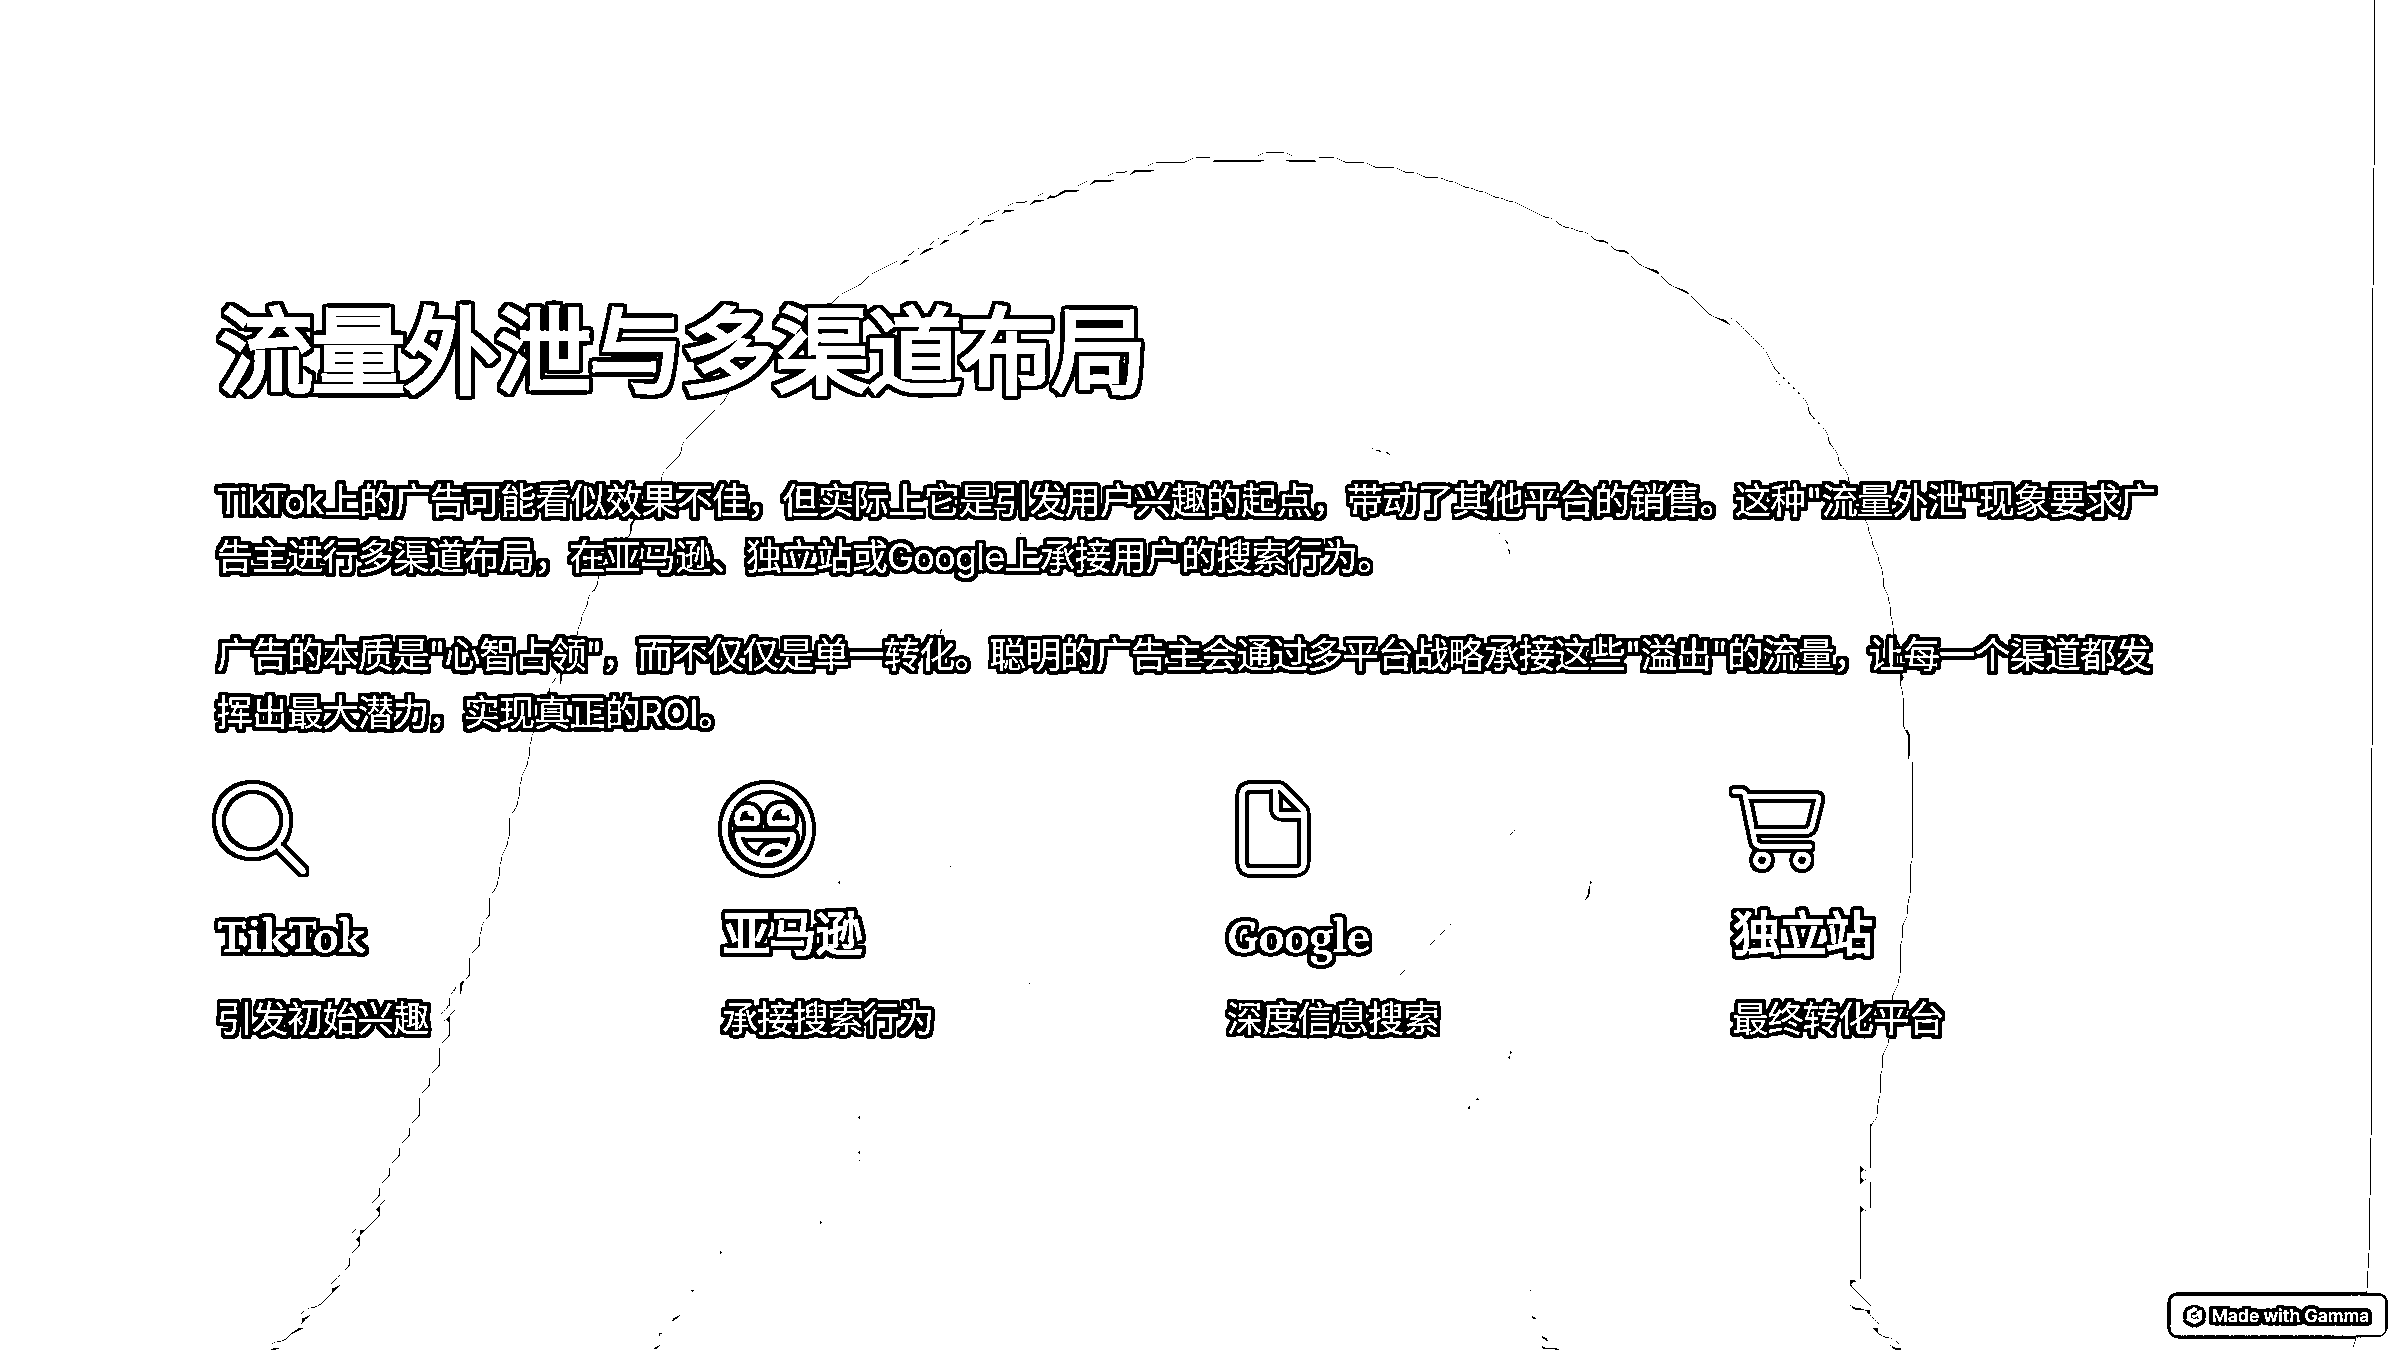 流量外泄与多渠道布局
TikTok上的广告可能看似效果不佳，但实际上它是引发用户兴趣的起点，带动了其他平台的销售。这种"流量外泄"现象要求广
告主进行多渠道布局，在亚马逊、独立站或Google上承接用户的搜索行为。
广告的本质是"心智占领"，而不仅仅是单一转化。聪明的广告主会通过多平台战略承接这些"溢出"的流量，让每一个渠道都发
挥出最大潜力，实现真正的ROI。
TikTok
引发初始兴趣
亚马逊
承接搜索行为
Google
深度信息搜索
独立站
最终转化平台
Made with Gamma